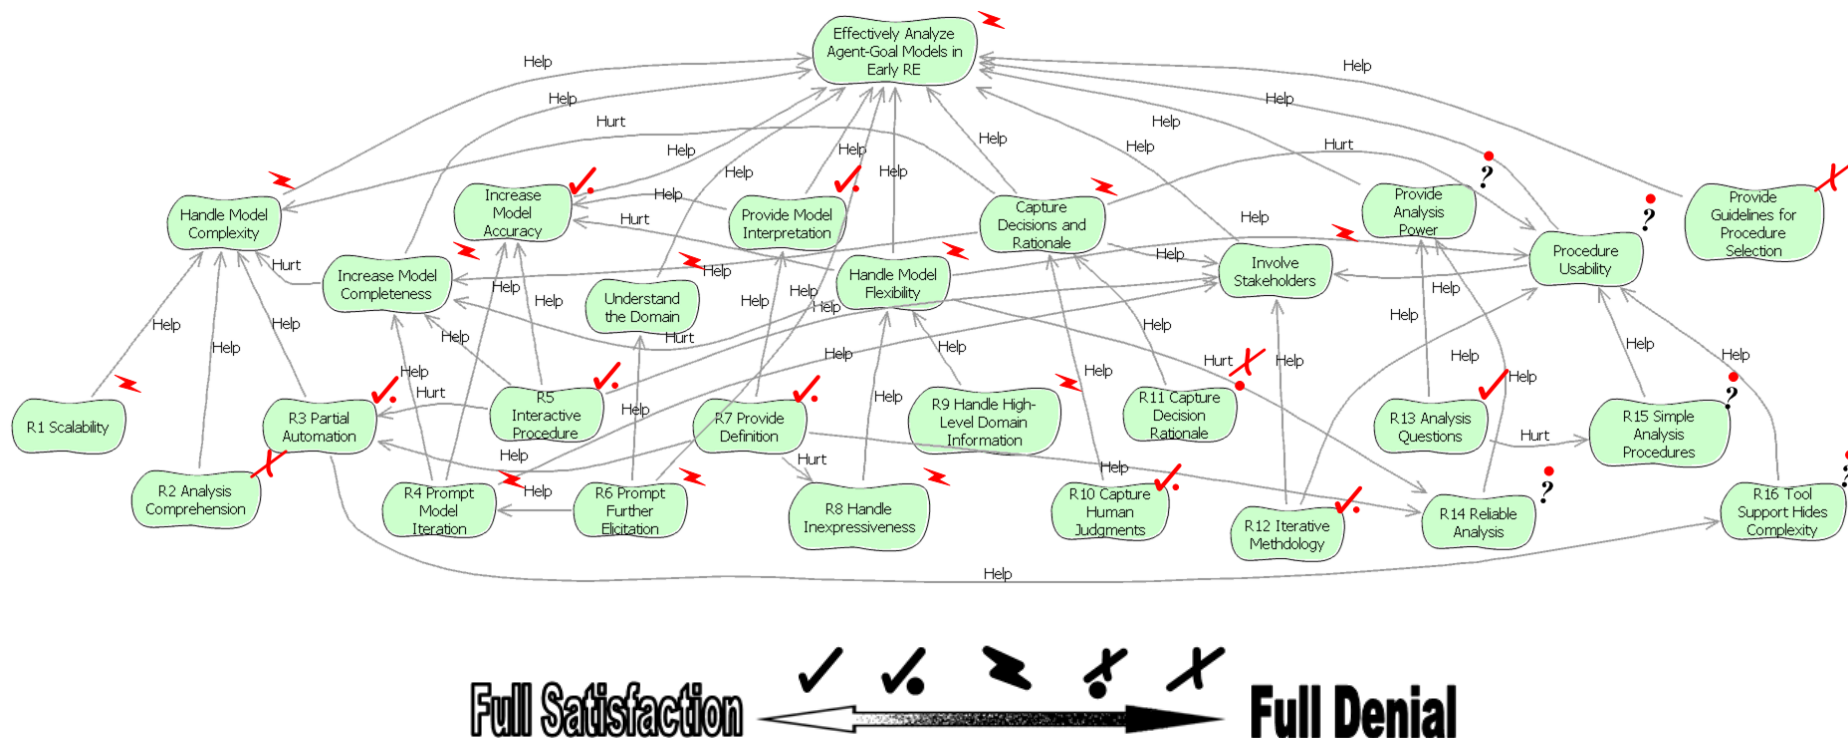 Effectively Analyze
Agent-Goal Models in
Early RE
Help
Help
Help
Help
Hurt
Help
Help
Hurt
Help
Help
Help
Help
Help
Help
Handle Model
Complexity
Increase
Model
Accuracy
Help
Provide Model
Interpretation
Hurt
Capture
Decisions and
Rationale
Help
Help
Provide
Analysis
Power
?
Procedure
Usability
?
Provide
Guidelines for
Procedure
Selection
Hurt
Increase Model
Completeness
Help
Understand
the Domain
Help
Handle Model
Flexibility
Involve
Stakeholders
Help
Help
Help
Help
Help
Help
Help
Help
Help
Help
Hurt
Help
Help
Help
Help
Hurt
Help
Help
Help
Help
Help
Help
Help
Hurt
Help
Help
R1 Scalability
R3 Partial
Automation
R5
Interactive
Procedure
R7 Provide
Definition
R9 Handle High-
Level Domain
Information
R11 Capture
Decision
Rationale
R13 Analysis
Questions
Hurt
R15 Simple
Analysis
Procedures
?
Help
Hurt
Help
R2 Analysis
Comprehension
R4 Prompt
Model
Iteration
Help
R6 Prompt
Further
Elicitation
R8 Handle
Inexpressiveness
R10 Capture
Human
Judgments
R12 Iterative
Methdology
R14 Reliable
Analysis
?
R16 Tool
Support Hides
Complexity
?
Help
Full Satisfaction
Full Denial